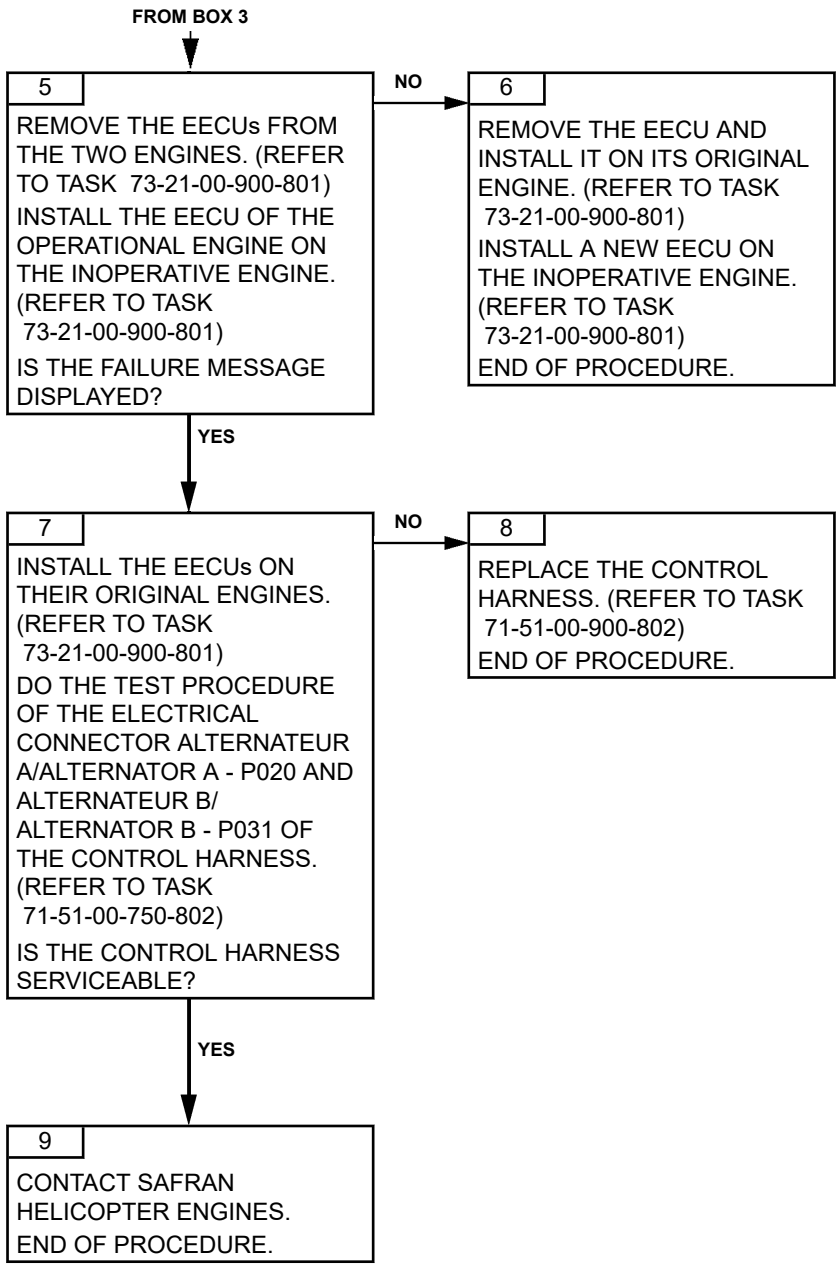 FROM BOX 3
5
REMOVE THE EECUs FROM
THE TWO ENGINES. (REFER
TO TASK 73-21-00-900-801)
INSTALL THE EECU OF THE
OPERATIONAL ENGINE ON
THE INOPERATIVE ENGINE.
(REFER TO TASK
73-21-00-900-801)
IS THE FAILURE MESSAGE
DISPLAYED?
NO
6
REMOVE THE EECU AND
INSTALL IT ON ITS ORIGINAL
ENGINE. (REFER TO TASK
73-21-00-900-801)
INSTALL A NEW EECU ON
THE INOPERATIVE ENGINE.
(REFER TO TASK
73-21-00-900-801)
END OF PROCEDURE.
YES
7
INSTALL THE EECUs ON
THEIR ORIGINAL ENGINES.
(REFER TO TASK
73-21-00-900-801)
DO THE TEST PROCEDURE
OF THE ELECTRICAL
CONNECTOR ALTERNATEUR
A/ALTERNATOR A - P020 AND
ALTERNATEUR B/
ALTERNATOR B - P031 OF
THE CONTROL HARNESS.
(REFER TO TASK
71-51-00-750-802)
IS THE CONTROL HARNESS
SERVICEABLE?
NO
8
REPLACE THE CONTROL
HARNESS. (REFER TO TASK
71-51-00-900-802)
END OF PROCEDURE.
YES
9
CONTACT SAFRAN
HELICOPTER ENGINES.
END OF PROCEDURE.